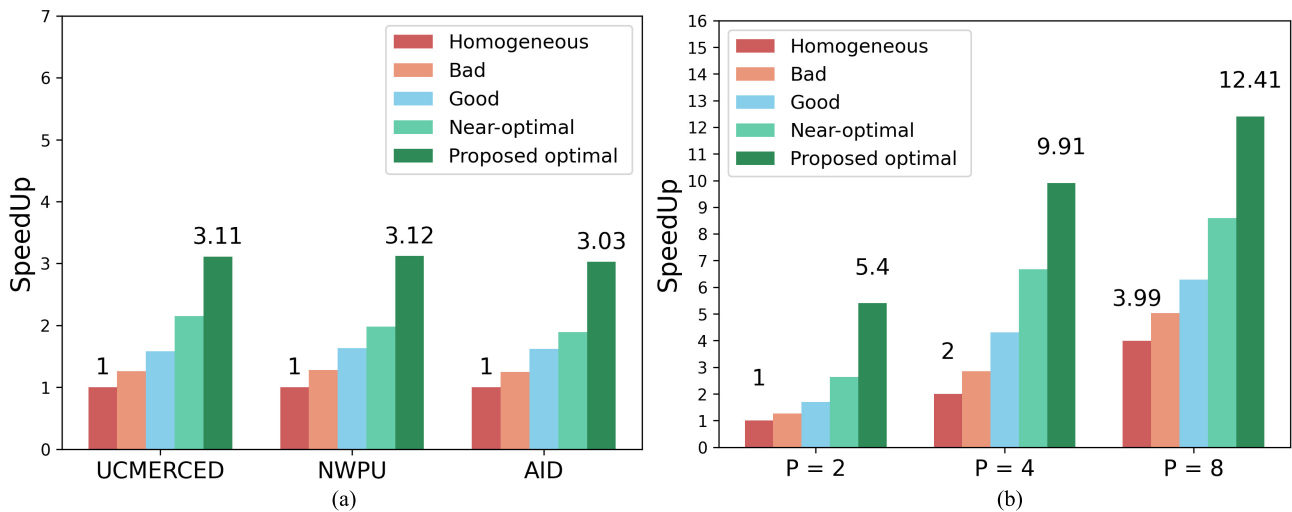 7
6
5
4
3
2
1
0
SpeedUp
Homogeneous
Bad
Good
Near-optimal
Proposed optimal
1
3.11
1
3.12
1
3.03
UCMERCED
NWPU
AID
(a)
16
15
14
13
12
11
10
9
8
7
6
5
4
3
2
1
0
SpeedUp
Homogeneous
Bad
Good
Near-optimal
Proposed optimal
1
5.4
2
9.91
3.99
12.41
P = 2
P = 4
P = 8
(b)